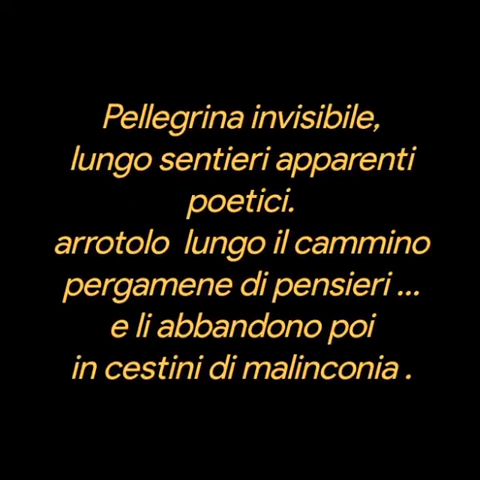 Pellegrina invisibile,
lungo sentieri apparenti
poetici.
arrotolo  lungo il cammino
pergamene di pensieri ...
e li abbandono poi
in cestini di malinconia .